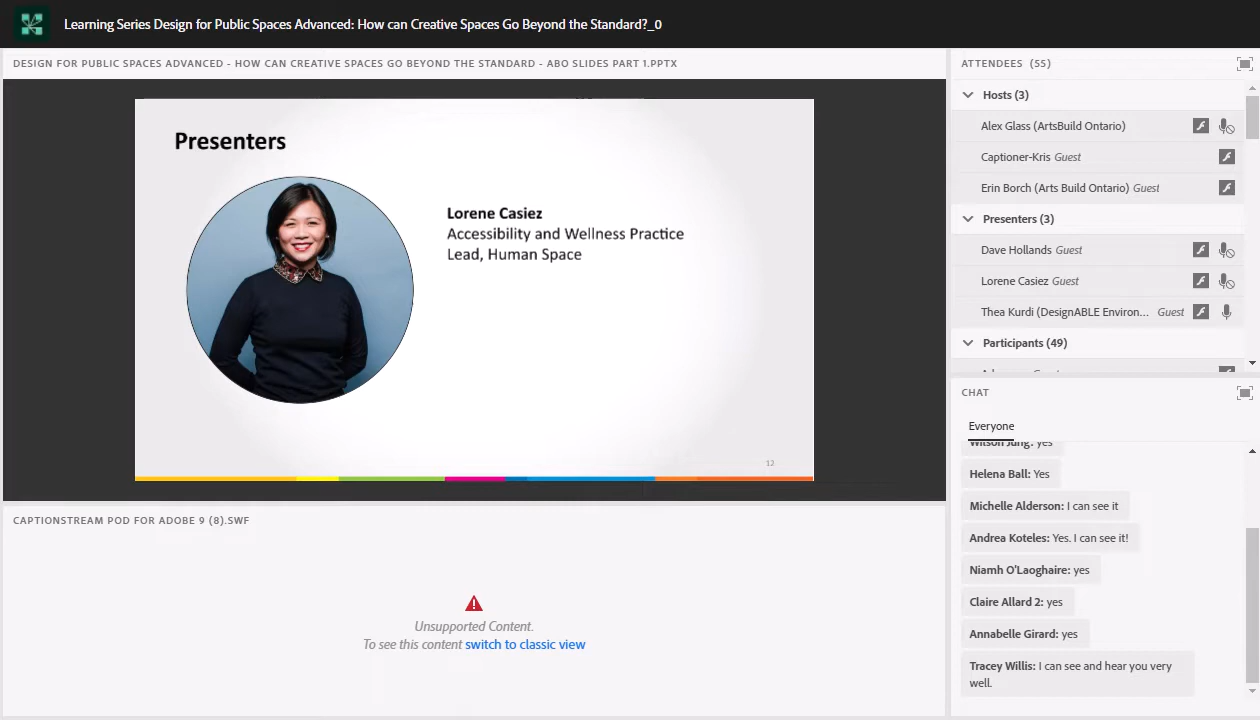 Learning Series Design for Public Spaces Advanced: How can Creative Spaces Go Beyond the Standard?_0
DESIGN FOR PUBLIC SPACES ADVANCED - HOW CAN CREATIVE SPACES GO BEYOND THE STANDARD - ABO SLIDES PART 1.PPTX
Presenters
Lorene Casiez
Accessibility and Wellness Practice
Lead, Human Space
12
CAPTIONSTREAM POD FOR ADOBE 9 (8).SWF
Unsupported Content.
To see this content switch to classic view
ATTENDEES (55)
Hosts (3)
Alex Glass (ArtsBuild Ontario)
Captioner-Kris Guest
Erin Borch (Arts Build Ontario) Guest
Presenters (3)
Dave Hollands Guest
Lorene Casiez Guest
Thea Kurdi (DesignABLE Environ... Guest
Participants (49)
CHAT
Everyone
Wilson Jung: yes
Helena Ball: Yes
Michelle Alderson: I can see it
Andrea Koteles: Yes. I can see it!
Niamh O'Laoghaire: yes
Claire Allard 2: yes
Annabelle Girard: yes
Tracey Willis: I can see and hear you very
well.